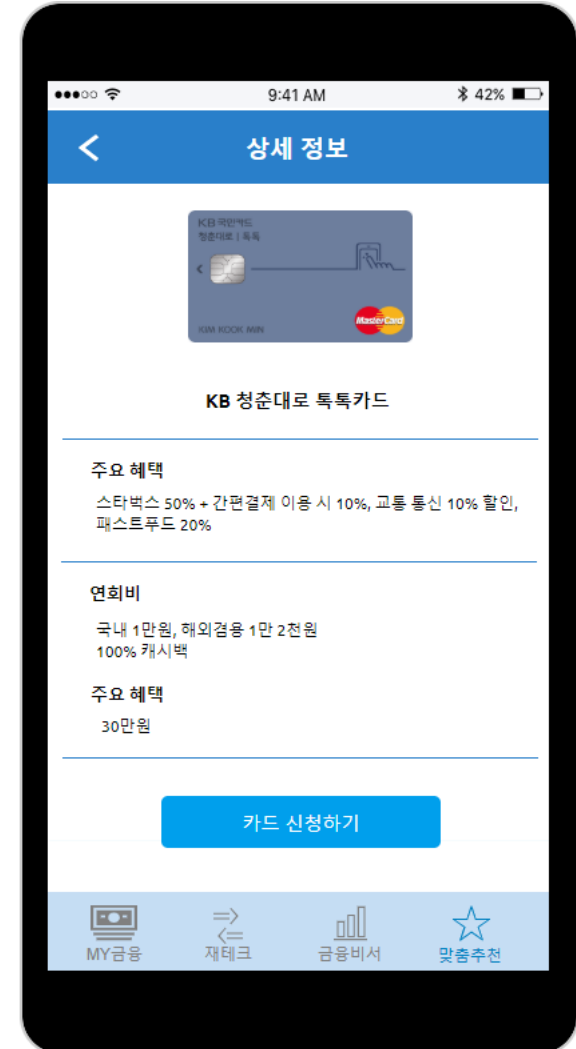 9:41 AM
42%
상세 정보
KB 국민카드
청춘대로 | 톡톡
KIM KOOK MIN
MasterCard
KB 청춘대로 톡톡카드
주요 혜택
스타벅스 50% + 간편결제 이용 시 10%, 교통 통신 10% 할인,
패스트푸드 20%
연회비
국내 1만원, 해외겸용 1만 2천원
100% 캐시백
주요 혜택
30만원
카드 신청하기
MY금융 재테크 금융비서 맞춤추천